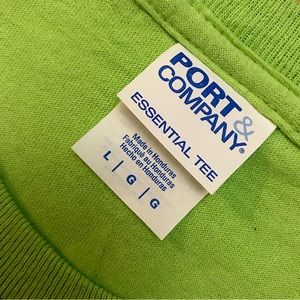 PORT &
COMPANY®
ESSENTIAL TEE
Made in Honduras
Fabriqué au Honduras
Hecho en Honduras
L | G | G